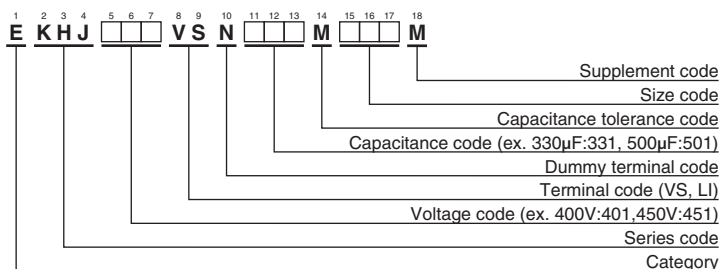 1 2 3 4 5 6 7 8 9 10 11 12 13 14 15 16 17 18
E KHJ VS N M M
Supplement code
Size code
Capacitance tolerance code
Capacitance code (ex. 330µF:331, 500µF:501)
Dummy terminal code
Terminal code (VS, LI)
Voltage code (ex. 400V:401,450V:451)
Series code
Category